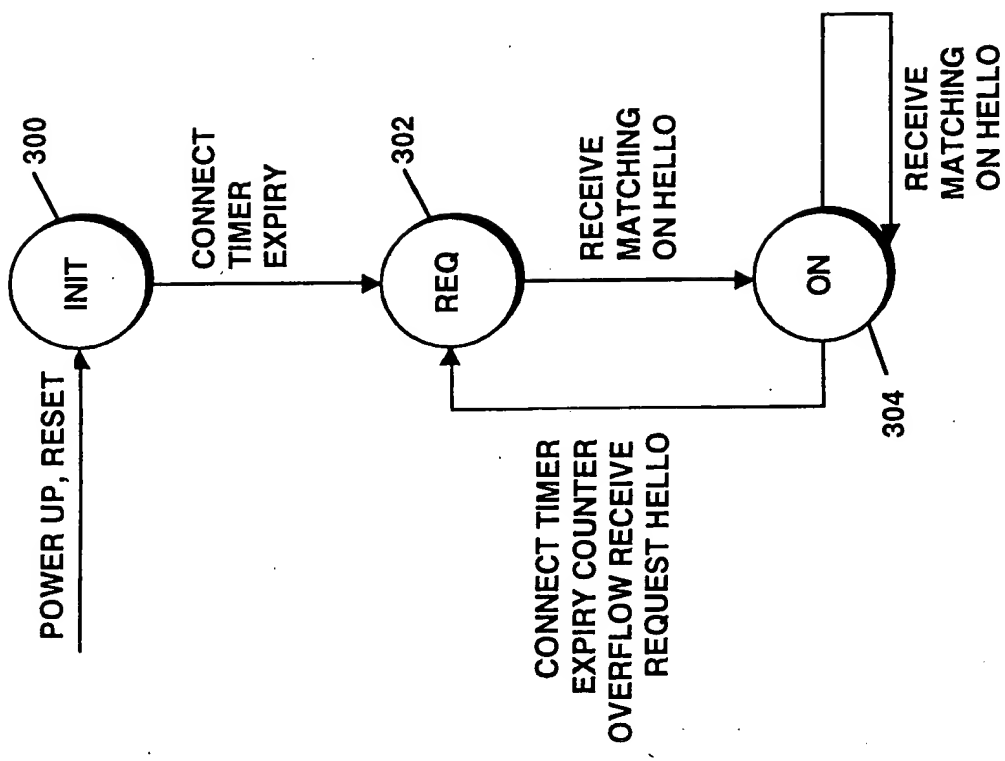 POWER UP, RESET
INIT
300
CONNECT
TIMER
EXPIRY
REQ
302
CONNECT TIMER
EXPIRY COUNTER
OVERFLOW RECEIVE
REQUEST HELLO
RECEIVE
MATCHING
ON HELLO
ON
304
RECEIVE
MATCHING
ON HELLO